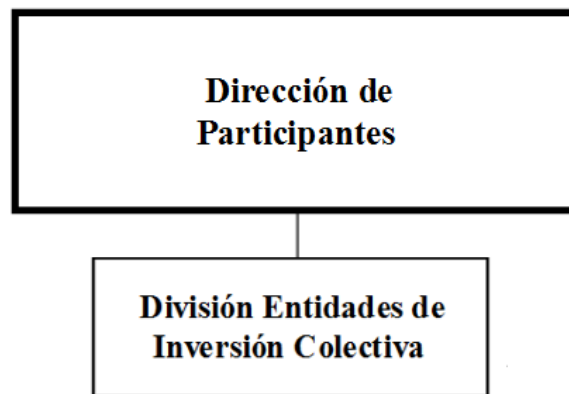 Dirección de
Participantes
División Entidades de
Inversión Colectiva